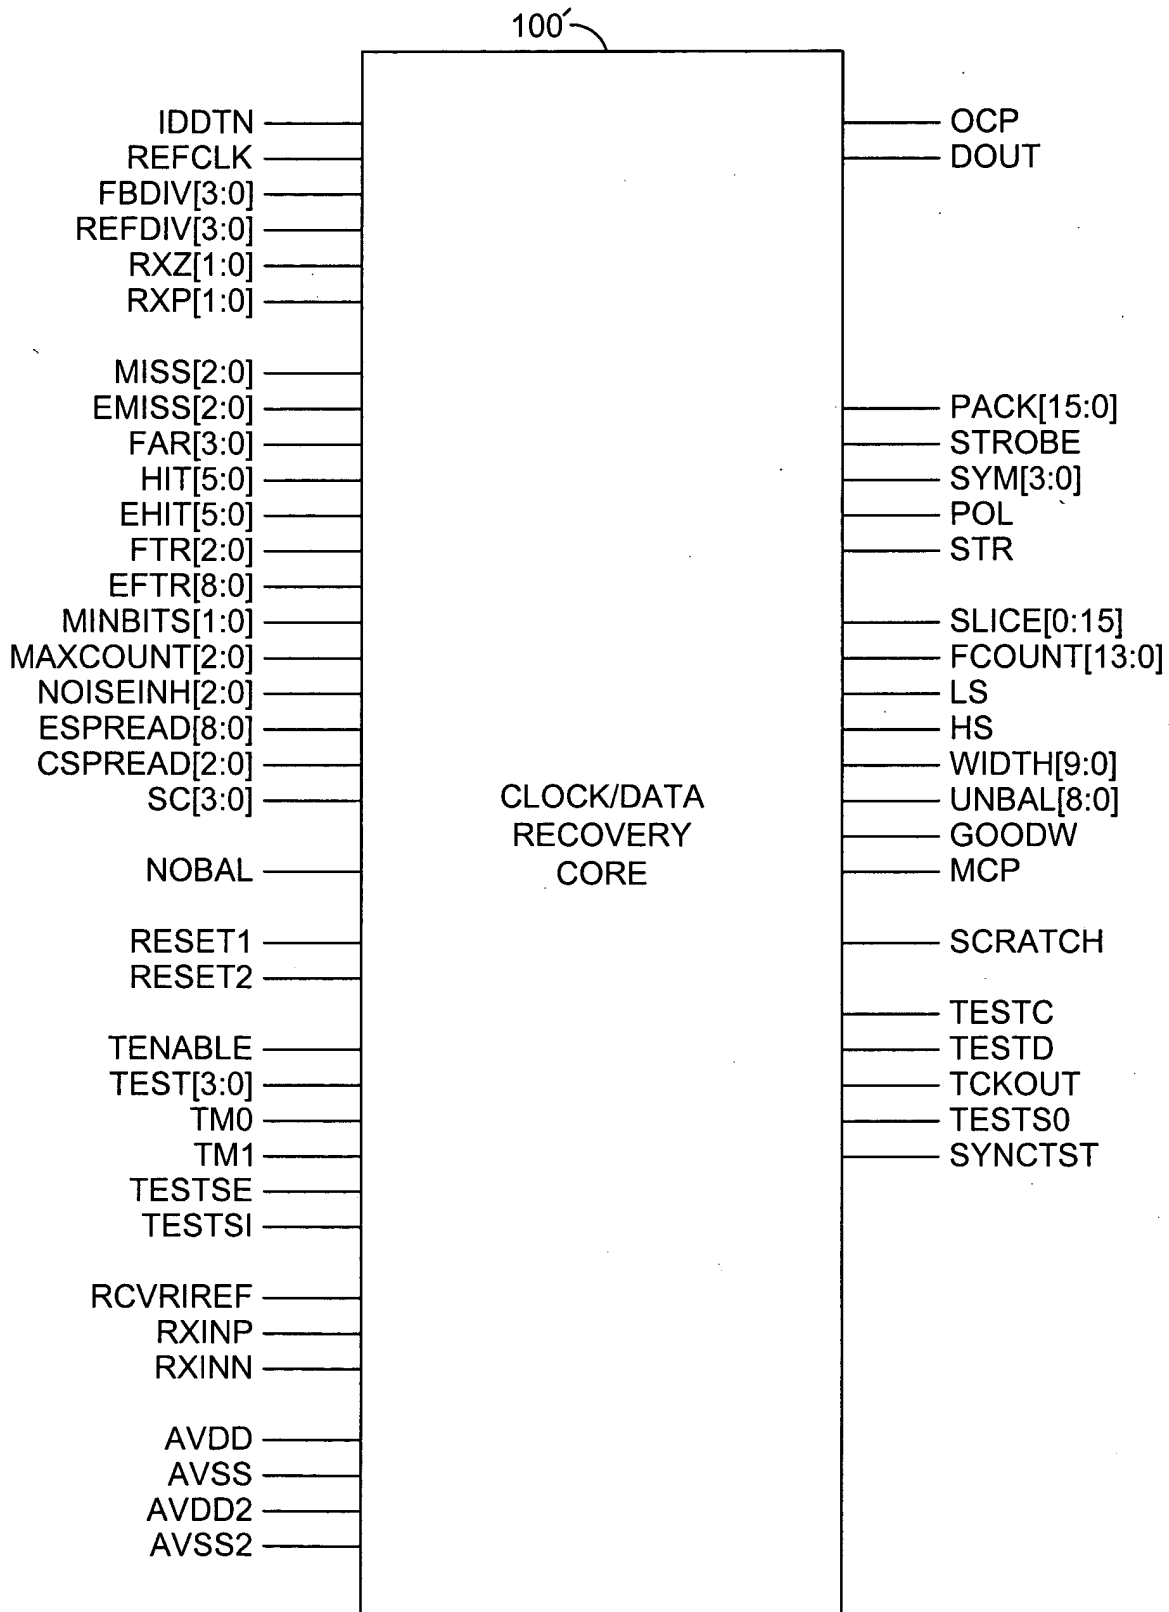 100′
IDDTN
REFCLK
FBDIV[3:0]
REFDIV[3:0]
RXZ[1:0]
RXP[1:0]
MISS[2:0]
EMISS[2:0]
FAR[3:0]
HIT[5:0]
EHIT[5:0]
FTR[2:0]
EFTR[8:0]
MINBITS[1:0]
MAXCOUNT[2:0]
NOISEINH[2:0]
ESPREAD[8:0]
CSPREAD[2:0]
SC[3:0]
NOBAL
RESET1
RESET2
TENABLE
TEST[3:0]
TM0
TM1
TESTSE
TESTSI
RCVRIREF
RXINP
RXINN
AVDD
AVSS
AVDD2
AVSS2
CLOCK/DATA
RECOVERY
CORE
OCP
DOUT
PACK[15:0]
STROBE
SYM[3:0]
POL
STR
SLICE[0:15]
FCOUNT[13:0]
LS
HS
WIDTH[9:0]
UNBAL[8:0]
GOODW
MCP
SCRATCH
TESTC
TESTD
TCKOUT
TESTS0
SYNCTST